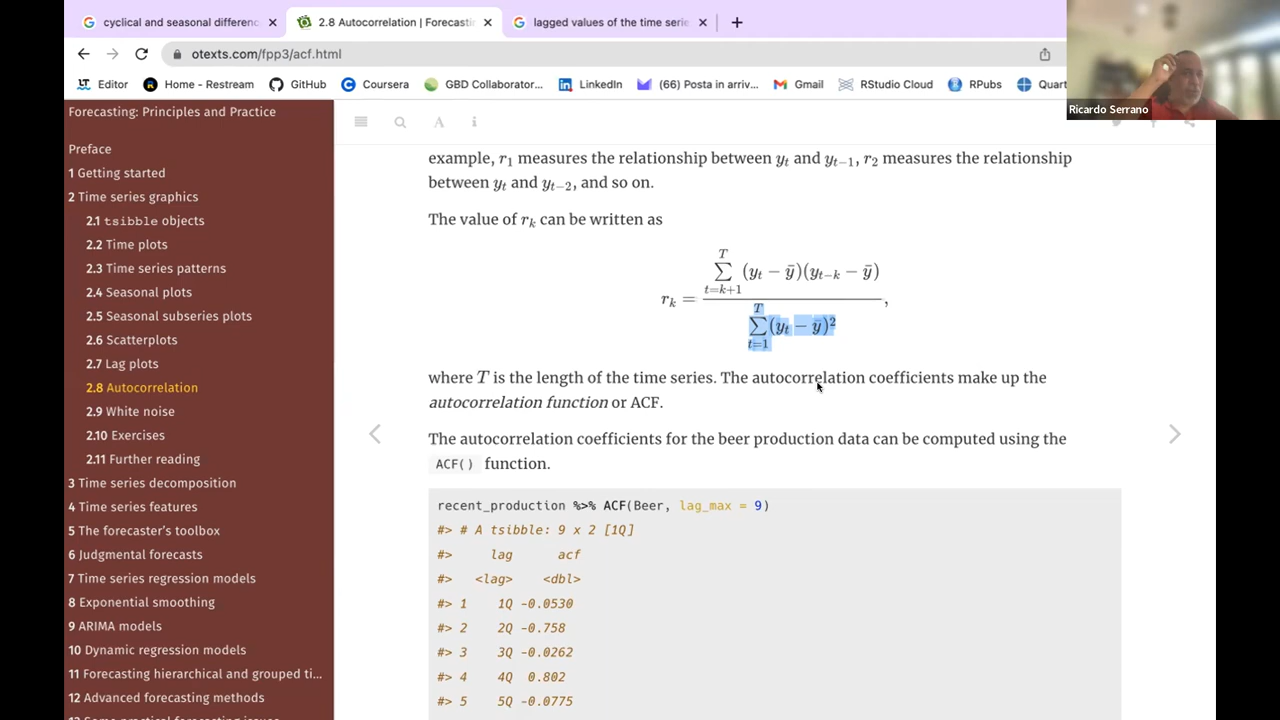 cyclical and seasonal differenc
2.8 Autocorrelation | Forecasti
lagged values of the time serie
otexts.com/fpp3/acf.html
Editor
Home - Restream
GitHub
Coursera
GBD Collaborator...
LinkedIn
(66) Posta in arriv...
Gmail
RStudio Cloud
RPubs
Quart
Ricardo Serrano
Forecasting: Principles and Practice
Preface
1 Getting started
2 Time series graphics
2.1 tsibble objects
2.2 Time plots
2.3 Time series patterns
2.4 Seasonal plots
2.5 Seasonal subseries plots
2.6 Scatterplots
2.7 Lag plots
2.8 Autocorrelation
2.9 White noise
2.10 Exercises
2.11 Further reading
3 Time series decomposition
4 Time series features
5 The forecaster's toolbox
6 Judgmental forecasts
7 Time series regression models
8 Exponential smoothing
9 ARIMA models
10 Dynamic regression models
11 Forecasting hierarchical and grouped ti...
12 Advanced forecasting methods
13 Some practical forecasting issues
example, r₁ measures the relationship between yₜ and yₜ₋₁, r₂ measures the relationship
between yₜ and yₜ₋₂, and so on.
The value of rₖ can be written as
T
∑ (yₜ − ȳ)(yₜ₋ₖ − ȳ)
t=k+1
rₖ = ,
T
∑(yₜ − ȳ)²
t=1
where T is the length of the time series. The autocorrelation coefficients make up the
autocorrelation function or ACF.
The autocorrelation coefficients for the beer production data can be computed using the
ACF() function.
recent_production %>% ACF(Beer, lag_max = 9)
#> # A tsibble: 9 x 2 [1Q]
#> lag acf
#> <lag> <dbl>
#> 1 1Q -0.0530
#> 2 2Q -0.758
#> 3 3Q -0.0262
#> 4 4Q 0.802
#> 5 5Q -0.0775